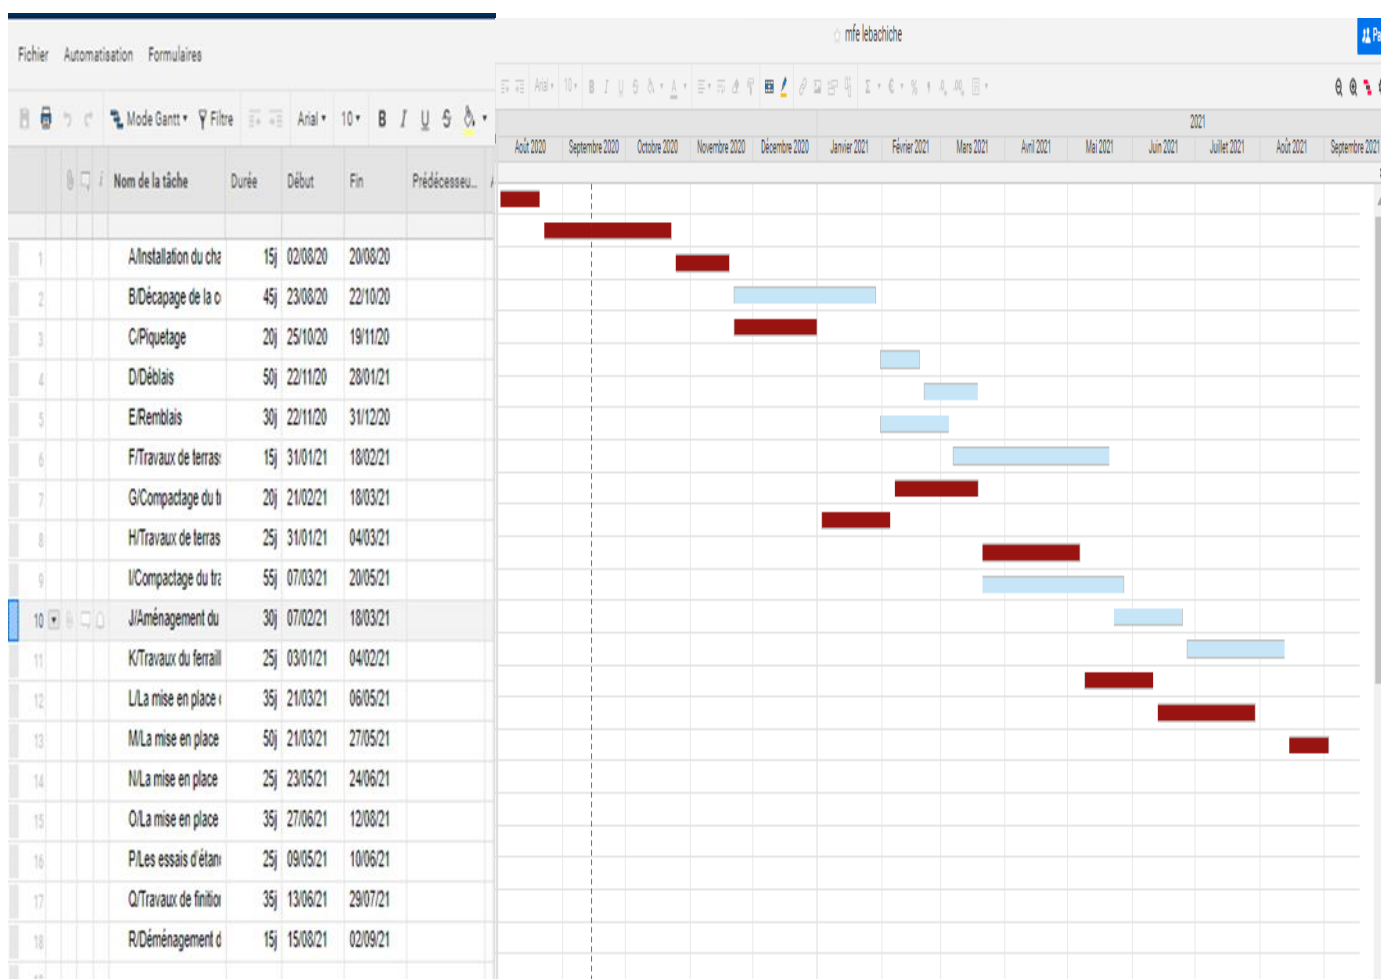 mfe lebachiche
Fichier Automatisation Formulaires
Mode Gantt Filtre Arial 10 B I U S
Arial 10 B I U S A Σ € %
2021
Août 2020 Septembre 2020 Octobre 2020 Novembre 2020 Décembre 2020 Janvier 2021 Février 2021 Mars 2021 Avril 2021 Mai 2021 Juin 2021 Juillet 2021 Août 2021 Septembre 2021
Nom de la tâche Durée Début Fin Prédécesseu...
1 A/Installation du cha 15j 02/08/20 20/08/20
2 B/Décapage de la c 45j 23/08/20 22/10/20
3 C/Piquetage 20j 25/10/20 19/11/20
4 D/Déblais 50j 22/11/20 28/01/21
5 E/Remblais 30j 22/11/20 31/12/20
6 F/Travaux de terras 15j 31/01/21 18/02/21
7 G/Compactage du t 20j 21/02/21 18/03/21
8 H/Travaux de terras 25j 31/01/21 04/03/21
9 I/Compactage du tra 55j 07/03/21 20/05/21
10 J/Aménagement du 30j 07/02/21 18/03/21
11 K/Travaux du ferraill 25j 03/01/21 04/02/21
12 L/La mise en place 35j 21/03/21 06/05/21
13 M/La mise en place 50j 21/03/21 27/05/21
14 N/La mise en place 25j 23/05/21 24/06/21
15 O/La mise en place 35j 27/06/21 12/08/21
16 P/Les essais d'étan 25j 09/05/21 10/06/21
17 Q/Travaux de finitio 35j 13/06/21 29/07/21
18 R/Déménagement d 15j 15/08/21 02/09/21